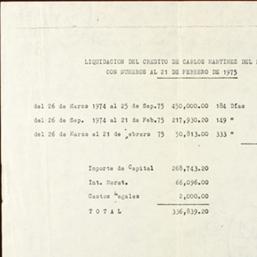 LIQUIDACION DEL CREDITO DE CARLOS MARTINEZ DEL
CON NUMEROS AL 21 DE FEBRERO DE 1975
del 26 de Marzo 1974 al 25 de Sep.75 450,000.00 184 Días
del 26 de Sep. 1974 al 21 de Feb.75 217,930.20 149 "
del 26 de Marzo al 21 de Febrero 75 50,813.00 333 "
Importe de Capital 268,743.20
Int. Morat. 66,096.00
Gastos Legales 2,000.00
TOTAL 336,839.20